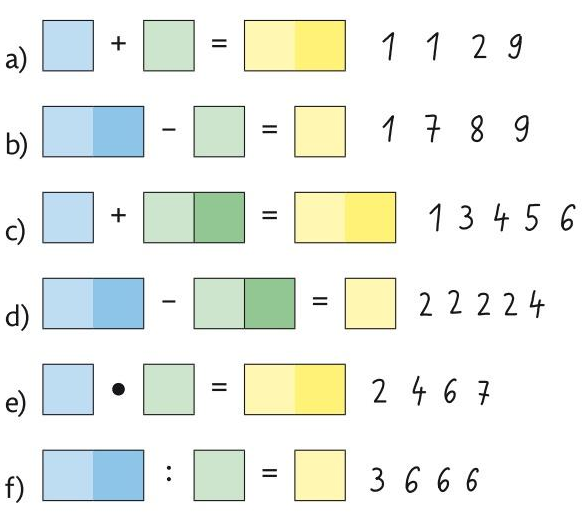 a) + = 1 1 2 9
b) - = 1 7 8 9
c) + = 1 3 4 5 6
d) - = 2 2 2 2 4
e) • = 2 4 6 7
f) : = 3 6 6 6